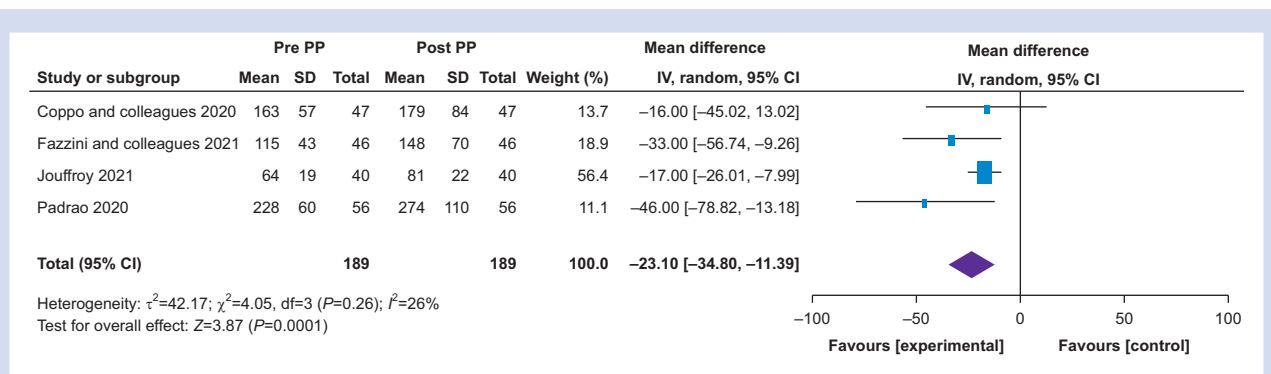 Pre PP Post PP Mean difference Mean difference
Study or subgroup Mean SD Total Mean SD Total Weight (%) IV, random, 95% CI IV, random, 95% CI
Coppo and colleagues 2020 163 57 47 179 84 47 13.7 –16.00 [–45.02, 13.02]
Fazzini and colleagues 2021 115 43 46 148 70 46 18.9 –33.00 [–56.74, –9.26]
Jouffroy 2021 64 19 40 81 22 40 56.4 –17.00 [–26.01, –7.99]
Padrao 2020 228 60 56 274 110 56 11.1 –46.00 [–78.82, –13.18]
Total (95% CI) 189 189 100.0 –23.10 [–34.80, –11.39]
Heterogeneity: τ²=42.17; χ²=4.05, df=3 (P=0.26); I²=26%
Test for overall effect: Z=3.87 (P=0.0001)
–100 –50 0 50 100
Favours [experimental] Favours [control]